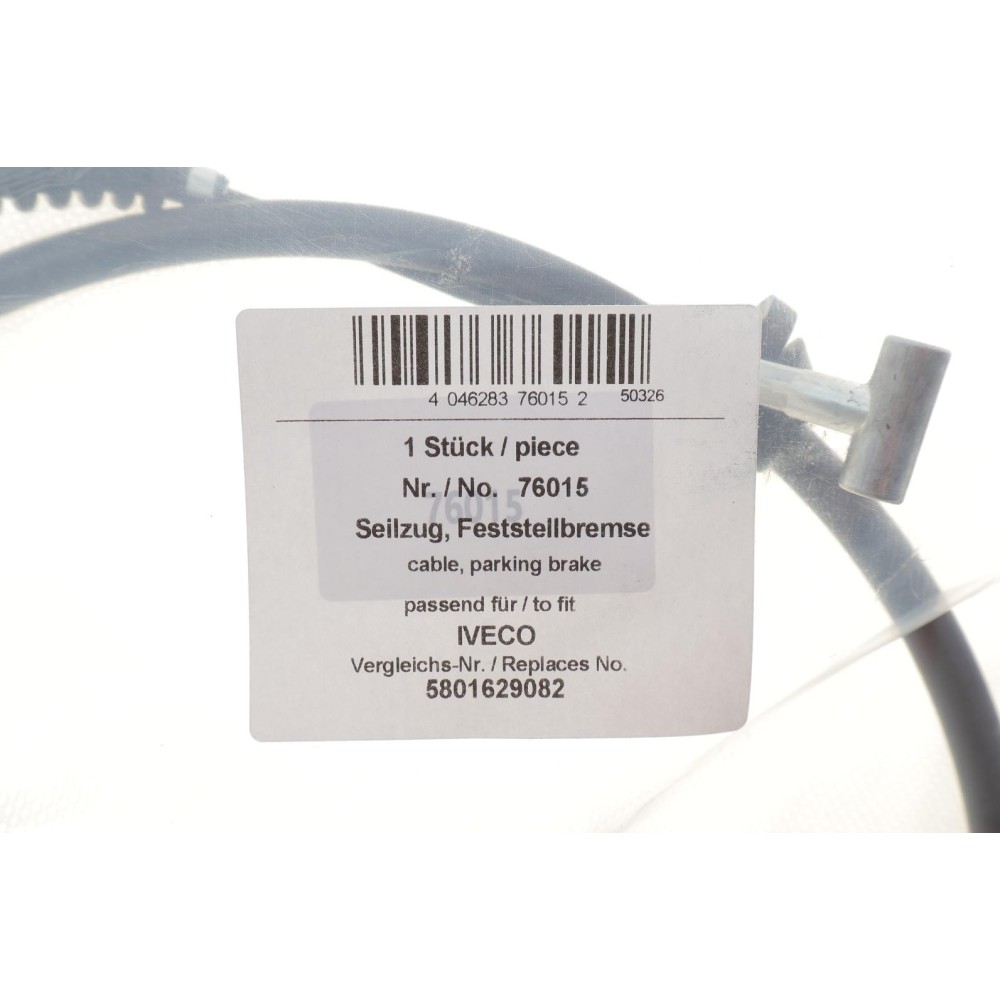 4 046283 76015 2 50326
1 Stück / piece
Nr. / No. 76015
76015
Seilzug, Feststellbremse
cable, parking brake
passend für / to fit
IVECO
Vergleichs-Nr. / Replaces No.
5801629082